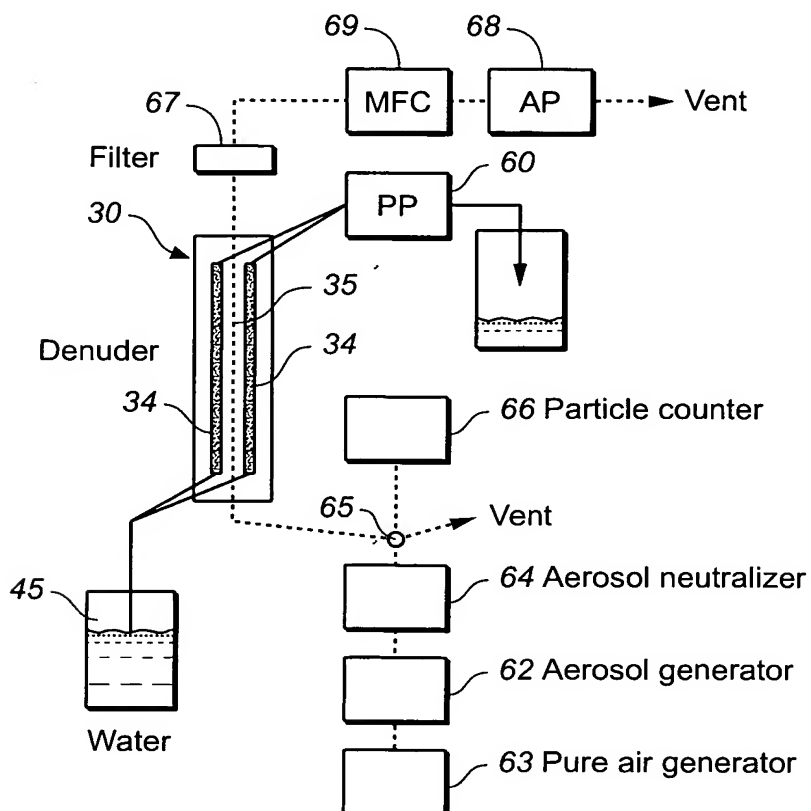 69
68
67
MFC
AP
Vent
Filter
60
30
PP
35
34
Denuder
34
66 Particle counter
65
Vent
45
64 Aerosol neutralizer
62 Aerosol generator
Water
63 Pure air generator